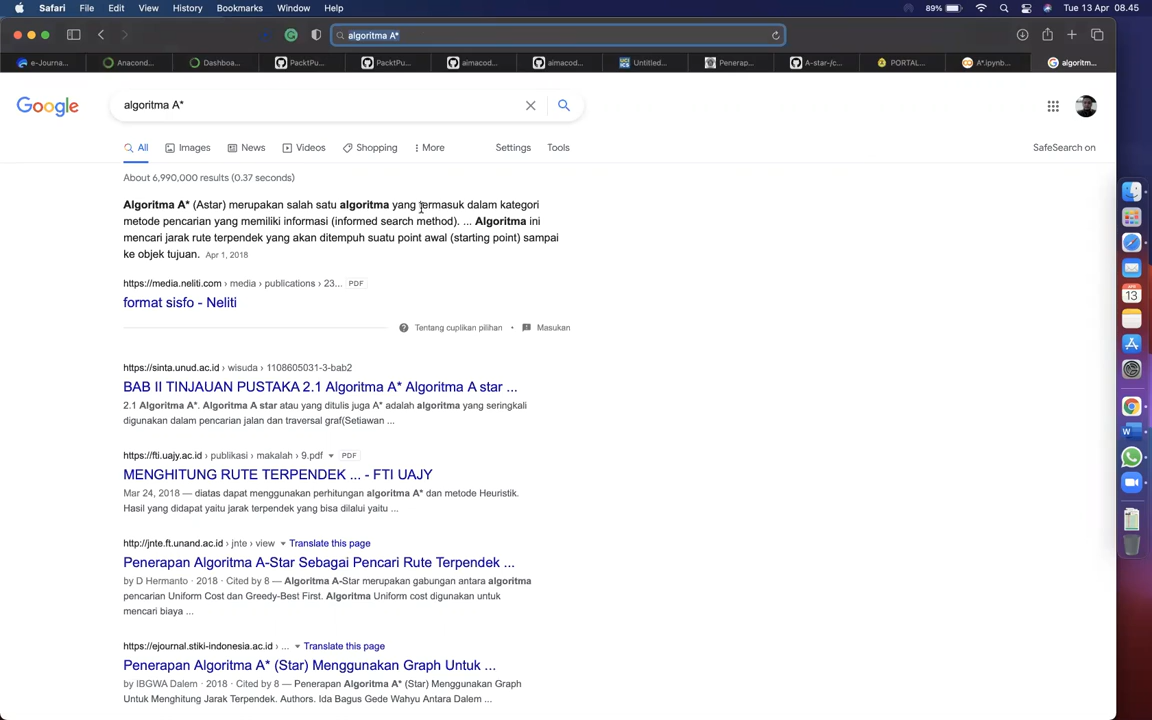 Safari File Edit View History Bookmarks Window Help 89% Tue 13 Apr 08.45
algoritma A*
e-Journa... Anacond... Dashboa... PacktPu... PacktPu... aimacod... aimacod... Untitled... Penerap... A-star-/c... PORTAL... A*.ipynb... algoritm...
Google algoritma A*
All Images News Videos Shopping More Settings Tools SafeSearch on
About 6,990,000 results (0.37 seconds)
Algoritma A* (Astar) merupakan salah satu algoritma yang termasuk dalam kategori
metode pencarian yang memiliki informasi (informed search method). ... Algoritma ini
mencari jarak rute terpendek yang akan ditempuh suatu point awal (starting point) sampai
ke objek tujuan. Apr 1, 2018
https://media.neliti.com › media › publications › 23... PDF
format sisfo - Neliti
Tentang cuplikan pilihan • Masukan
https://sinta.unud.ac.id › wisuda › 1108605031-3-bab2
BAB II TINJAUAN PUSTAKA 2.1 Algoritma A* Algoritma A star ...
2.1 Algoritma A*. Algoritma A star atau yang ditulis juga A* adalah algoritma yang seringkali
digunakan dalam pencarian jalan dan traversal graf(Setiawan ...
https://fti.uajy.ac.id › publikasi › makalah › 9.pdf PDF
MENGHITUNG RUTE TERPENDEK ... - FTI UAJY
Mar 24, 2018 — diatas dapat menggunakan perhitungan algoritma A* dan metode Heuristik.
Hasil yang didapat yaitu jarak terpendek yang bisa dilalui yaitu ...
http://jnte.ft.unand.ac.id › jnte › view Translate this page
Penerapan Algoritma A-Star Sebagai Pencari Rute Terpendek ...
by D Hermanto · 2018 · Cited by 8 — Algoritma A-Star merupakan gabungan antara algoritma
pencarian Uniform Cost dan Greedy-Best First. Algoritma Uniform cost digunakan untuk
mencari biaya ...
https://ejournal.stiki-indonesia.ac.id › ... Translate this page
Penerapan Algoritma A* (Star) Menggunakan Graph Untuk ...
by IBGWA Dalem · 2018 · Cited by 8 — Penerapan Algoritma A* (Star) Menggunakan Graph
Untuk Menghitung Jarak Terpendek. Authors. Ida Bagus Gede Wahyu Antara Dalem ...